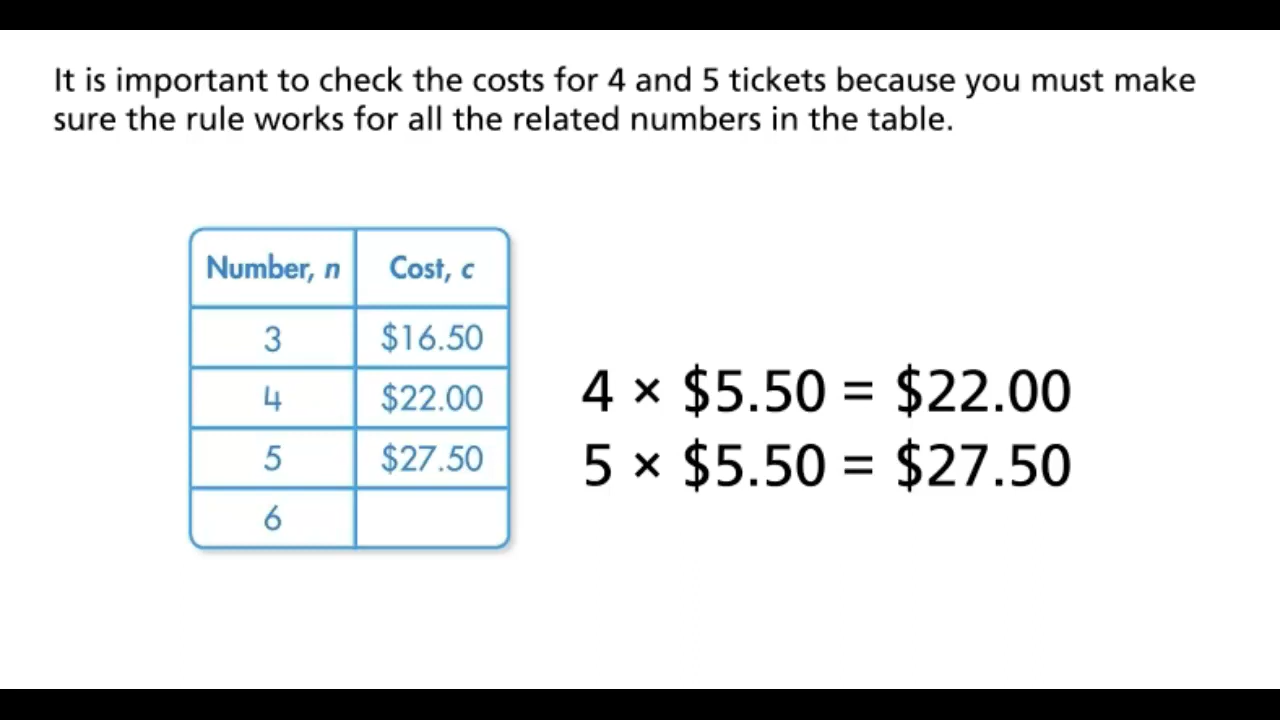 It is important to check the costs for 4 and 5 tickets because you must make
sure the rule works for all the related numbers in the table.
Number, n Cost, c
3 $16.50
4 $22.00
5 $27.50
6
4 × $5.50 = $22.00
5 × $5.50 = $27.50